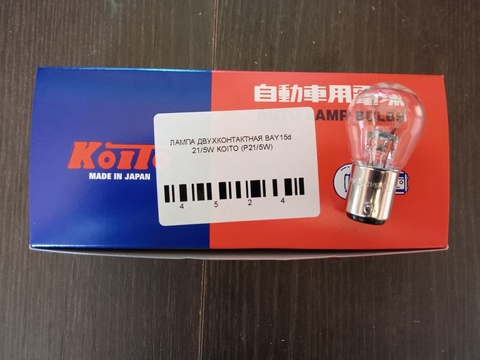 自動車用電球
AUTO LAMP BULBS
KOITO
MADE IN JAPAN
ЛАМПА ДВУХКОНТАКТНАЯ BAY15d
21/5W KOITO (P21/5W)
4 5 2 4